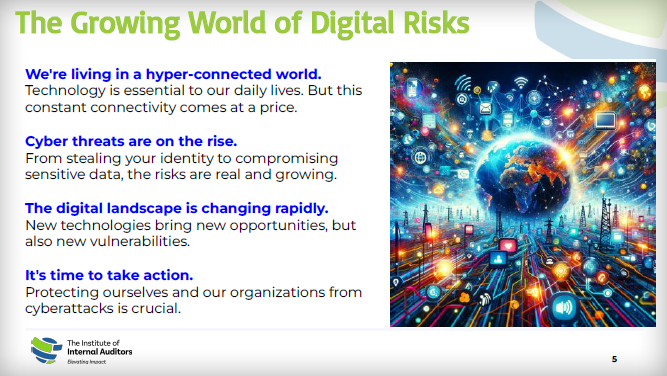 The Growing World of Digital Risks
We're living in a hyper-connected world.
Technology is essential to our daily lives. But this
constant connectivity comes at a price.
Cyber threats are on the rise.
From stealing your identity to compromising
sensitive data, the risks are real and growing.
The digital landscape is changing rapidly.
New technologies bring new opportunities, but
also new vulnerabilities.
It's time to take action.
Protecting ourselves and our organizations from
cyberattacks is crucial.
The Institute of
Internal Auditors
Elevating Impact
5